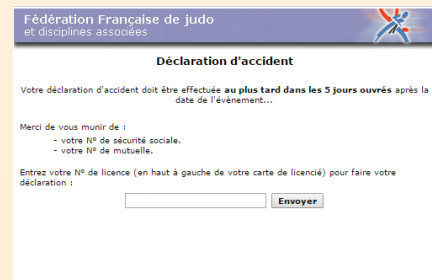 Fédération Française de judo
et disciplines associées
Déclaration d'accident
Votre déclaration d'accident doit être effectuée au plus tard dans les 5 jours ouvrés après la
date de l'évènement...
Merci de vous munir de :
- votre N° de sécurité sociale.
- votre N° de mutuelle.
Entrez votre N° de licence (en haut à gauche de votre carte de licencié) pour faire votre
déclaration :
Envoyer